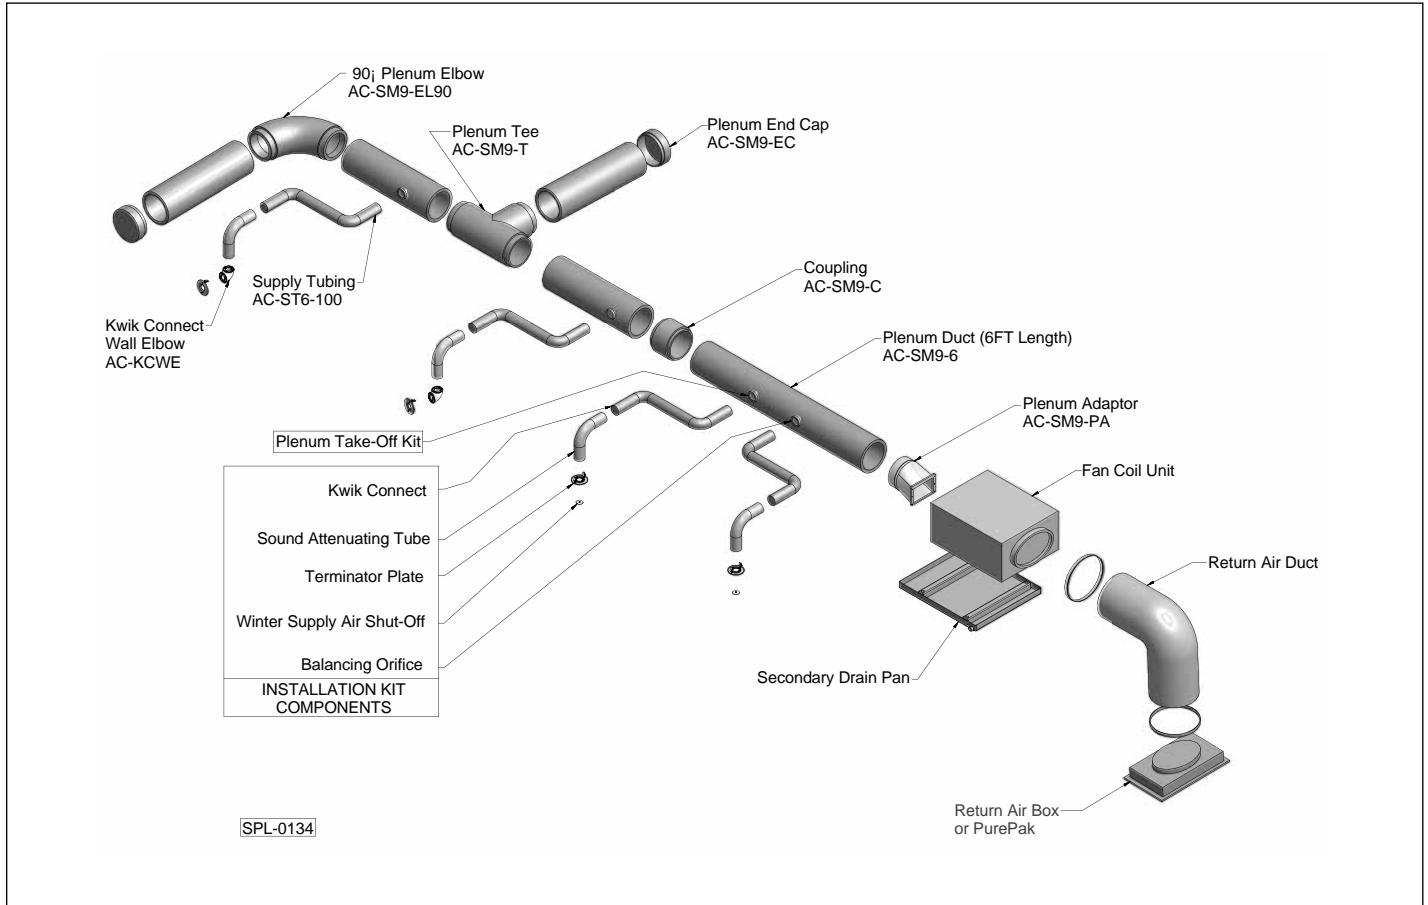 90¡ Plenum Elbow
AC-SM9-EL90
Plenum Tee
AC-SM9-T
Plenum End Cap
AC-SM9-EC
Supply Tubing
AC-ST6-100
Kwik Connect
Wall Elbow
AC-KCWE
Coupling
AC-SM9-C
Plenum Duct (6FT Length)
AC-SM9-6
Plenum Adaptor
AC-SM9-PA
Fan Coil Unit
Return Air Duct
Plenum Take-Off Kit
Kwik Connect
Sound Attenuating Tube
Terminator Plate
Winter Supply Air Shut-Off
Balancing Orifice
INSTALLATION KIT
COMPONENTS
Secondary Drain Pan
Return Air Box
or PurePak
SPL-0134